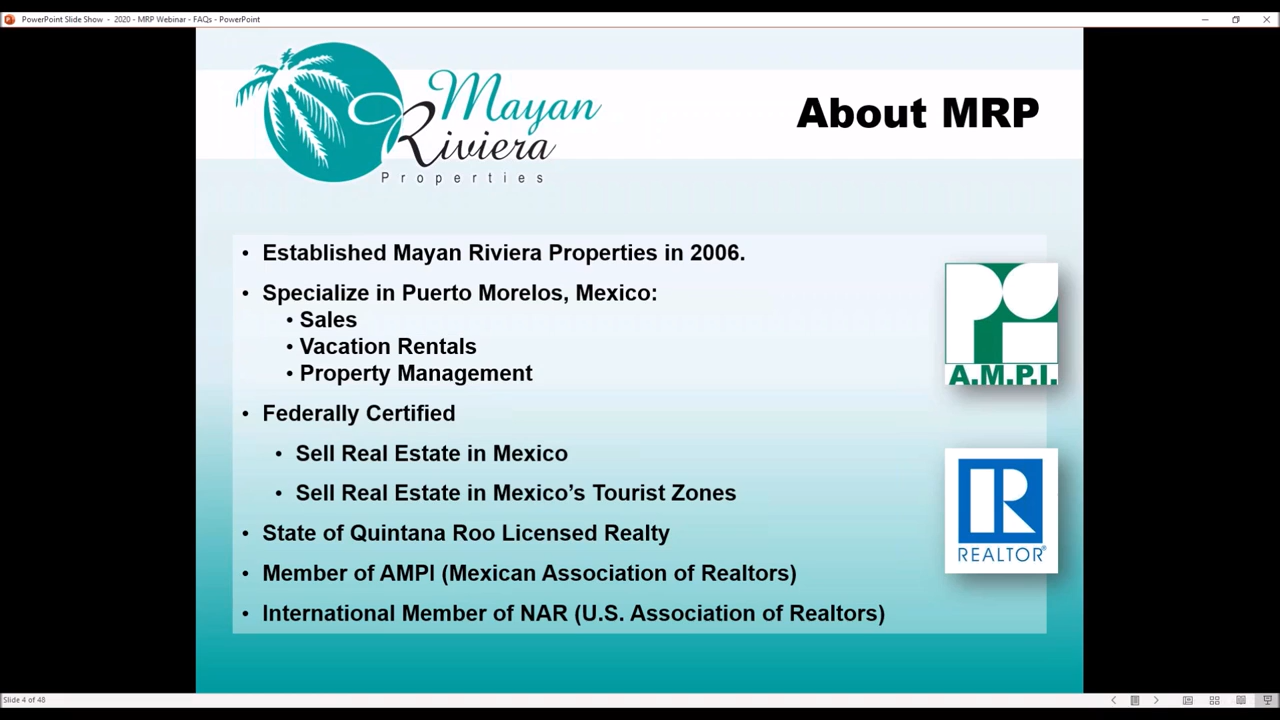 PowerPoint Slide Show - 2020 - MRP Webinar - FAQs - PowerPoint
Mayan
Riviera
Properties
About MRP
• Established Mayan Riviera Properties in 2006.
• Specialize in Puerto Morelos, Mexico:
• Sales
• Vacation Rentals
• Property Management
• Federally Certified
• Sell Real Estate in Mexico
• Sell Real Estate in Mexico’s Tourist Zones
• State of Quintana Roo Licensed Realty
• Member of AMPI (Mexican Association of Realtors)
• International Member of NAR (U.S. Association of Realtors)
A.M.P.I.
R
REALTOR®
Slide 4 of 48